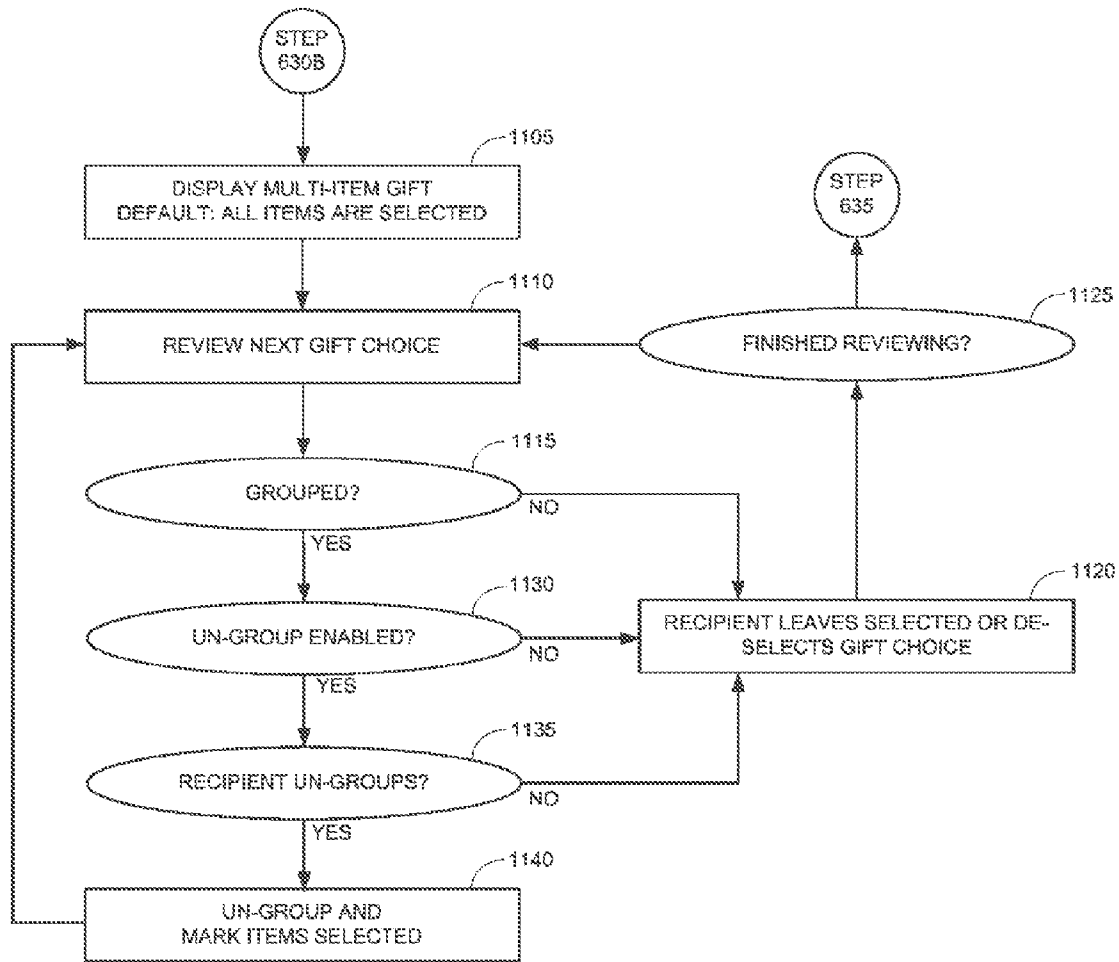 STEP
630B
1105
DISPLAY MULTI-ITEM GIFT
DEFAULT: ALL ITEMS ARE SELECTED
STEP
635
1110
REVIEW NEXT GIFT CHOICE
1125
FINISHED REVIEWING?
1115
GROUPED?
NO
YES
1130
UN-GROUP ENABLED?
NO
YES
1120
RECIPIENT LEAVES SELECTED OR DE-
SELECTS GIFT CHOICE
1135
RECIPIENT UN-GROUPS?
NO
YES
1140
UN-GROUP AND
MARK ITEMS SELECTED